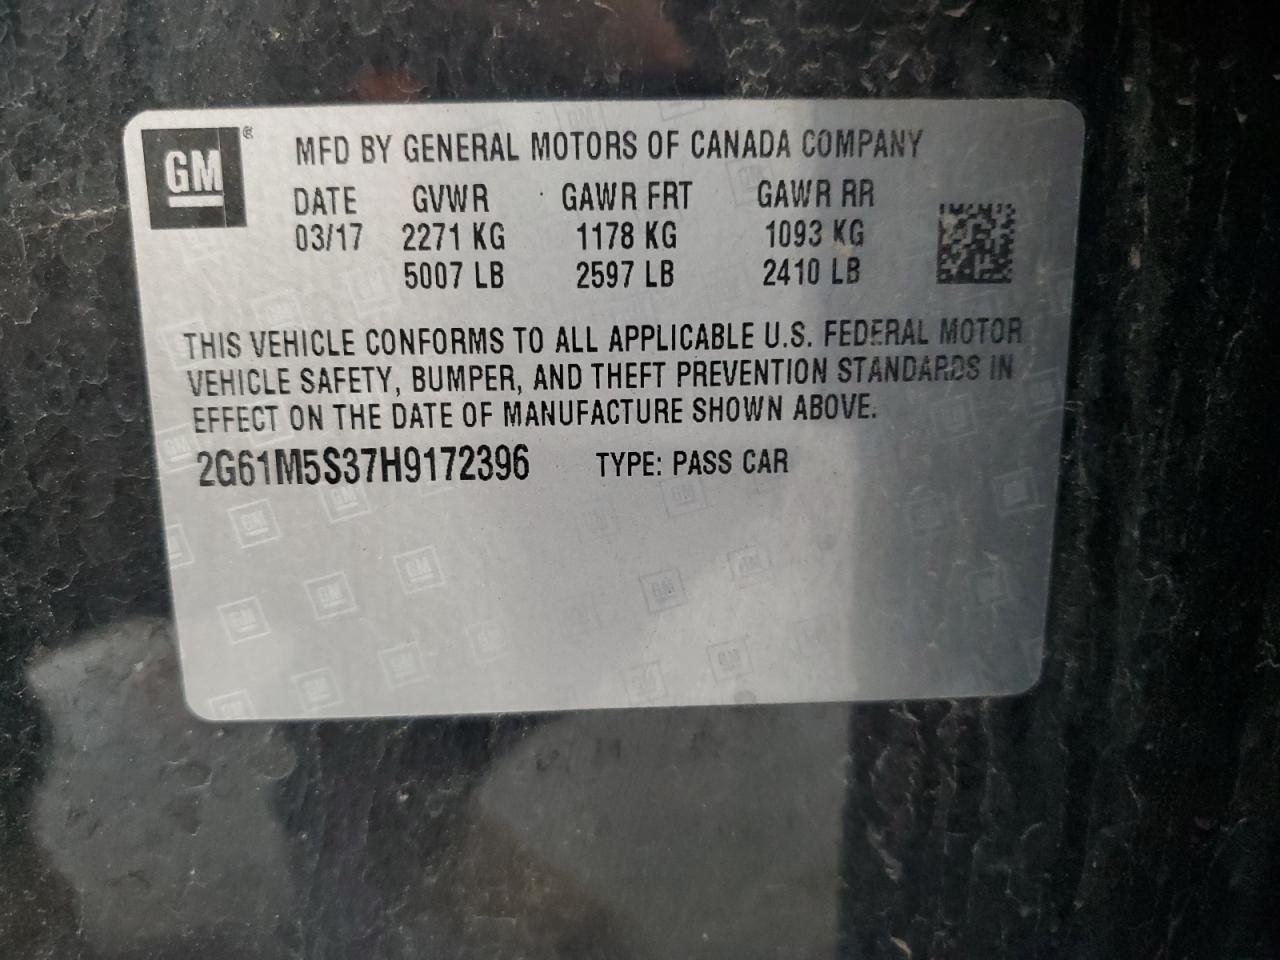 GM ®
MFD BY GENERAL MOTORS OF CANADA COMPANY
DATE GVWR GAWR FRT GAWR RR
03/17 2271 KG 1178 KG 1093 KG
5007 LB 2597 LB 2410 LB
THIS VEHICLE CONFORMS TO ALL APPLICABLE U.S. FEDERAL MOTOR
VEHICLE SAFETY, BUMPER, AND THEFT PREVENTION STANDARDS IN
EFFECT ON THE DATE OF MANUFACTURE SHOWN ABOVE.
2G61M5S37H9172396 TYPE: PASS CAR